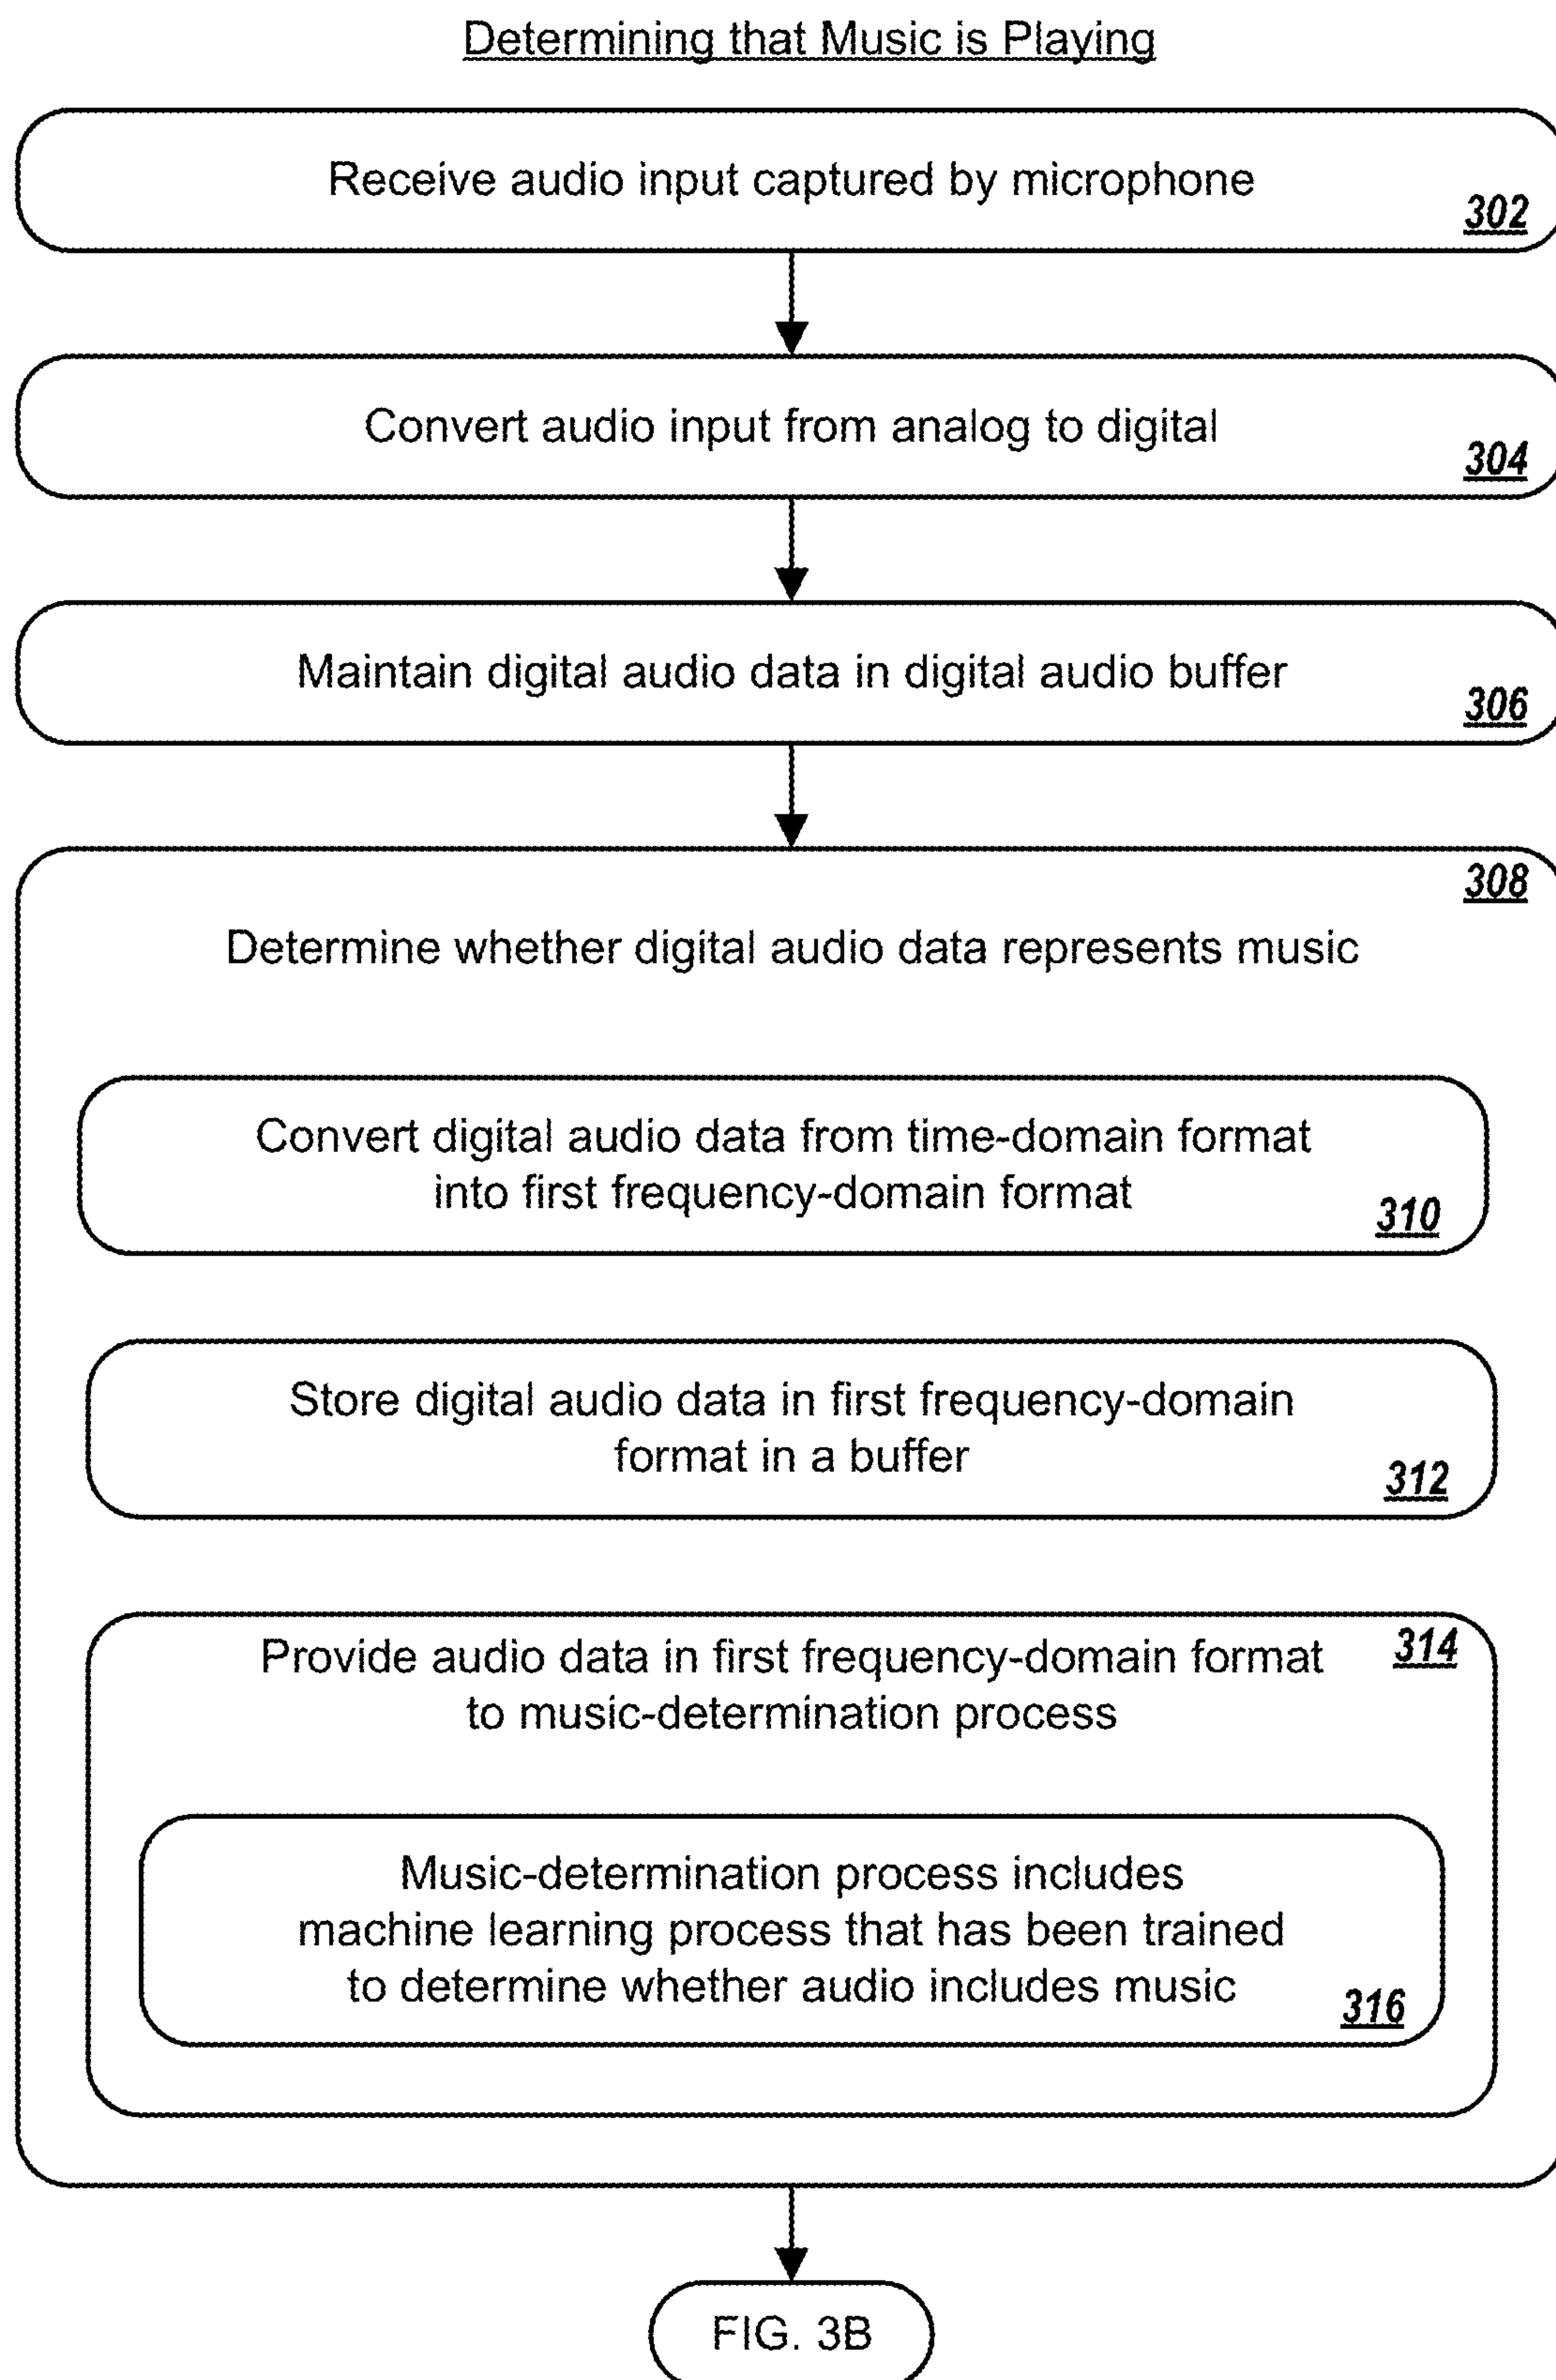 Determining that Music is Playing
Receive audio input captured by microphone
302
Convert audio input from analog to digital
304
Maintain digital audio data in digital audio buffer
306
308
Determine whether digital audio data represents music
Convert digital audio data from time-domain format
into first frequency-domain format
310
Store digital audio data in first frequency-domain
format in a buffer
312
Provide audio data in first frequency-domain format
314
to music-determination process
Music-determination process includes
machine learning process that has been trained
to determine whether audio includes music
316
FIG. 3B